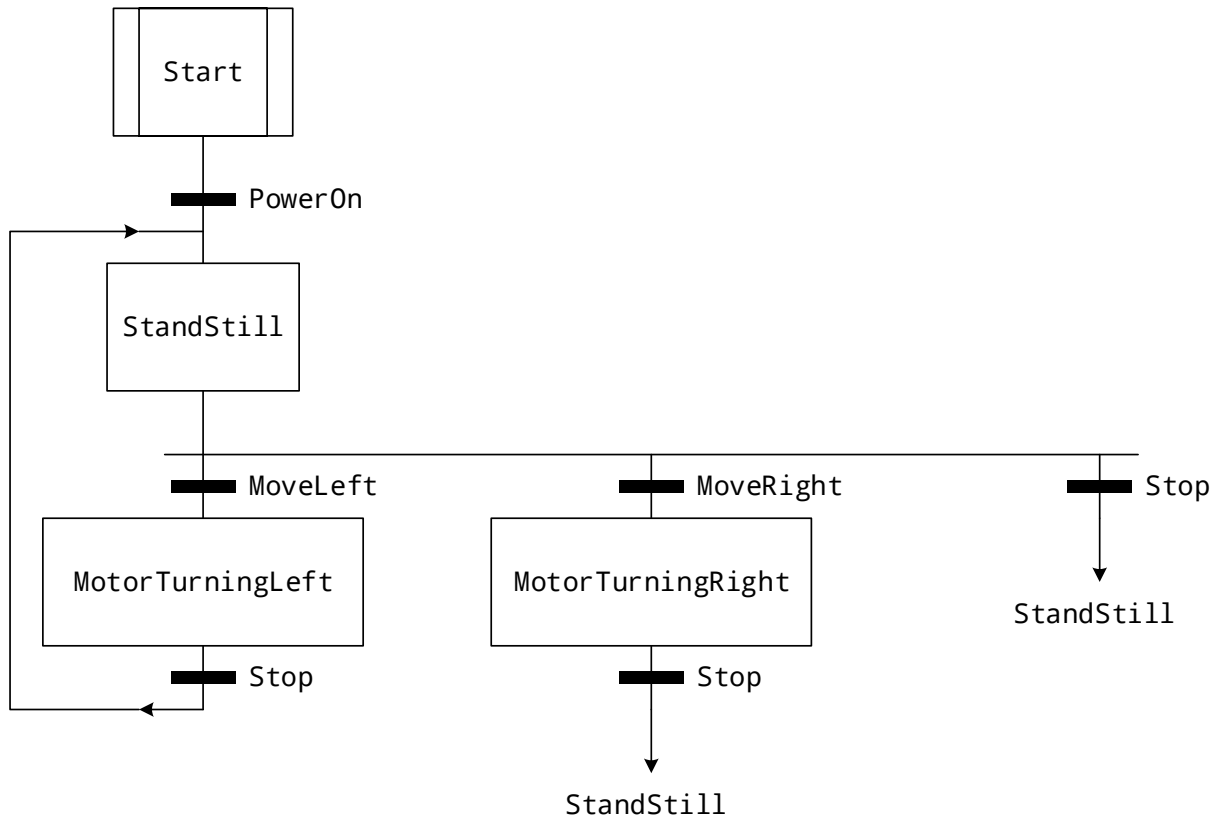 Start
PowerOn
StandStill
MoveLeft
MoveRight
Stop
MotorTurningLeft
MotorTurningRight
StandStill
Stop
Stop
StandStill